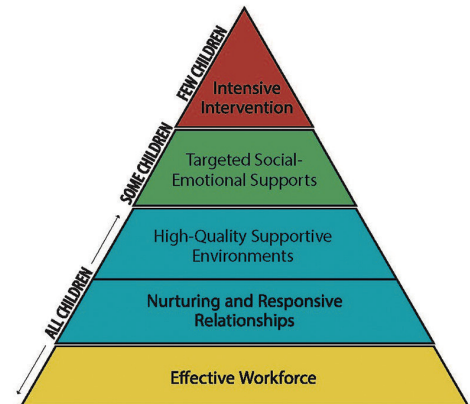 FEW CHILDREN
Intensive
Intervention
SOME CHILDREN
Targeted Social-
Emotional Supports
High-Quality Supportive
Environments
ALL CHILDREN
Nurturing and Responsive
Relationships
Effective Workforce